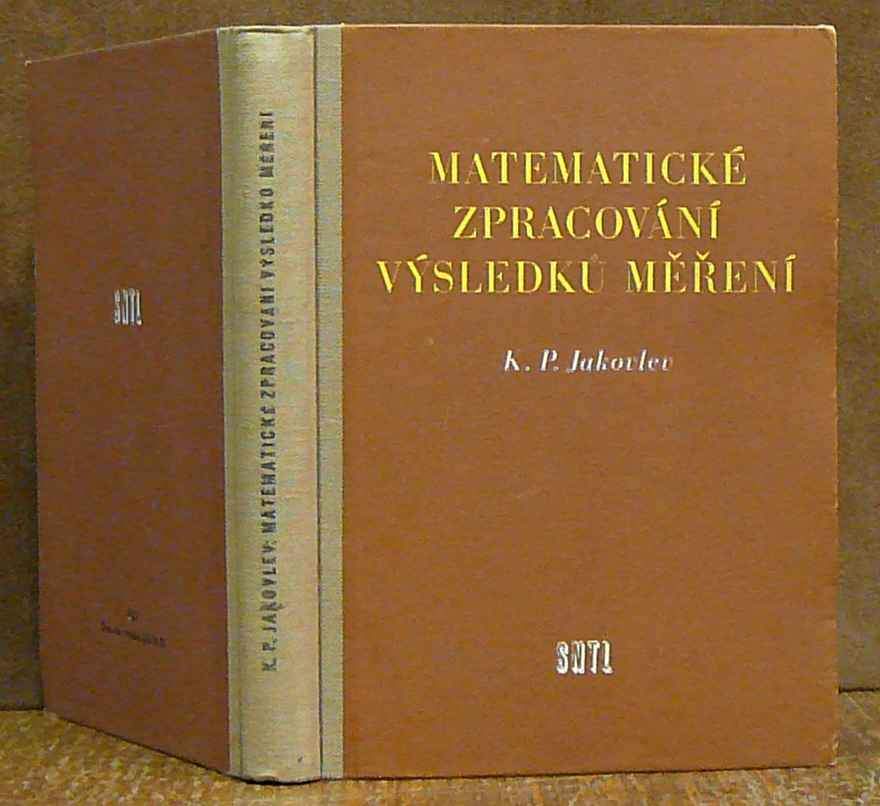 MATEMATICKÉ
ZPRACOVÁNÍ
VÝSLEDKŮ MĚŘENÍ
K. P. Jakovlev
SNTL
K. P. JAKOVLEV: MATEMATICKÉ ZPRACOVÁNÍ VÝSLEDKŮ MĚŘENÍ
SNTL